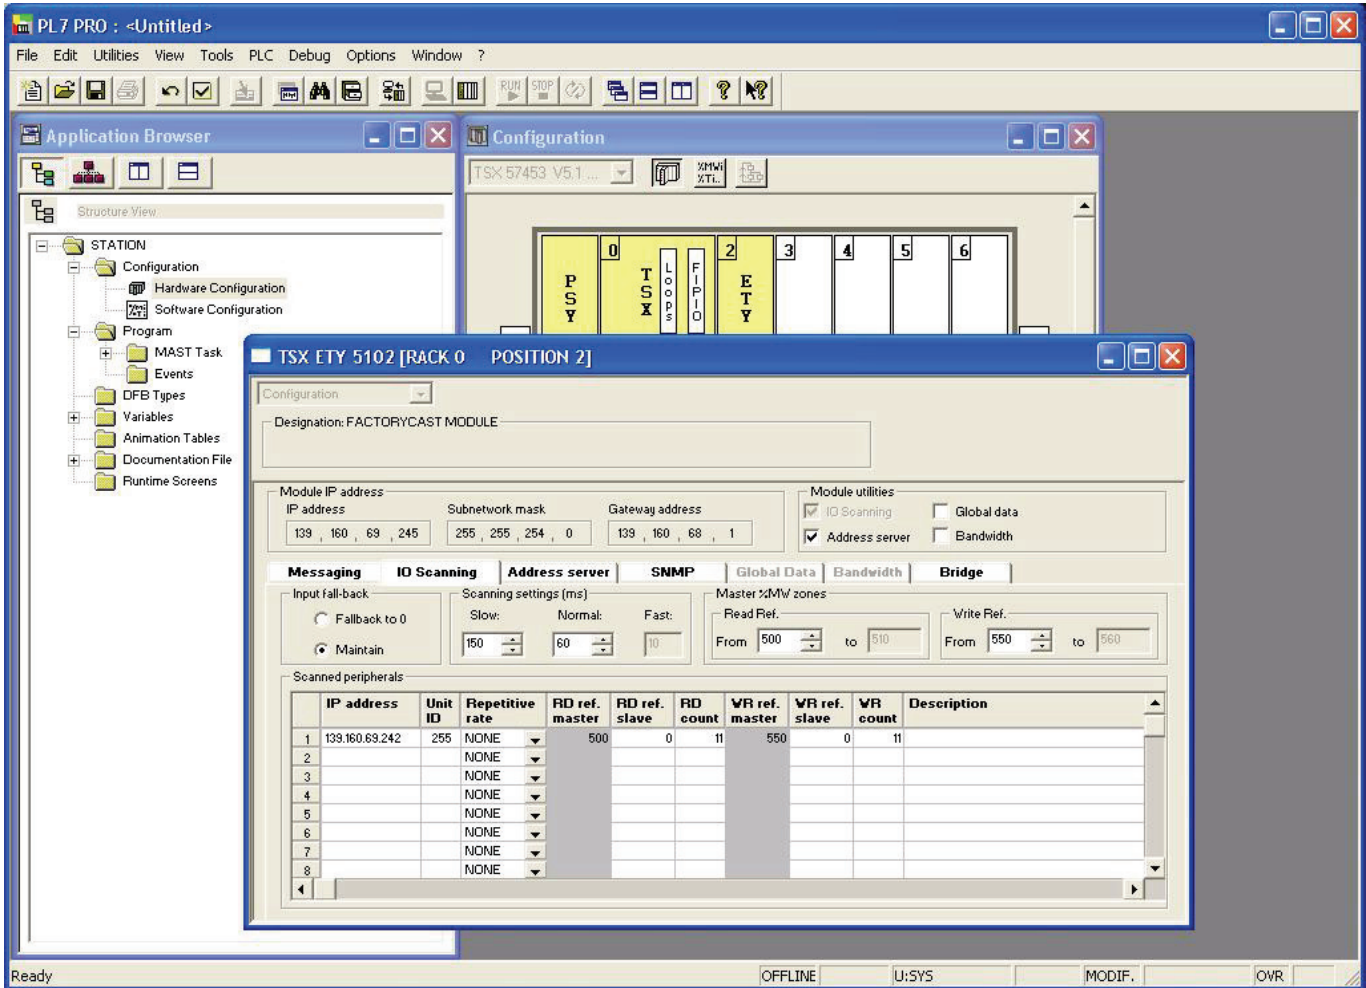 PL7 PRO : <Untitled>
File Edit Utilities View Tools PLC Debug Options Window ?
RUN STOP
Application Browser
Configuration
TSX 57453 V5.1 ...
%MWi
%Ti..
Structure View
STATION
Configuration
Hardware Configuration
Software Configuration
Program
MAST Task
Events
DFB Types
Variables
Animation Tables
Documentation File
Runtime Screens
0 2 3 4 5 6
PSY TSX Loops FIPIO ETY
TSX ETY 5102 [RACK 0 POSITION 2]
Configuration
Designation: FACTORYCAST MODULE
Module IP address
IP address Subnetwork mask Gateway address
139 , 160 , 69 , 245 255 , 255 , 254 , 0 139 , 160 , 68 , 1
Module utilities
IO Scanning Global data
Address server Bandwidth
Messaging IO Scanning Address server SNMP Global Data Bandwidth Bridge
Input fall-back
Fallback to 0
Maintain
Scanning settings (ms)
Slow: Normal: Fast:
150 60 10
Master %MW zones
Read Ref.
From 500 to 510
Write Ref.
From 550 to 560
Scanned peripherals
IP address Unit ID Repetitive rate RD ref. master RD ref. slave RD count WR ref. master WR ref. slave WR count Description
1 139.160.69.242 255 NONE 500 0 11 550 0 11
2 NONE
3 NONE
4 NONE
5 NONE
6 NONE
7 NONE
8 NONE
Ready OFFLINE U:SYS MODIF. OVR